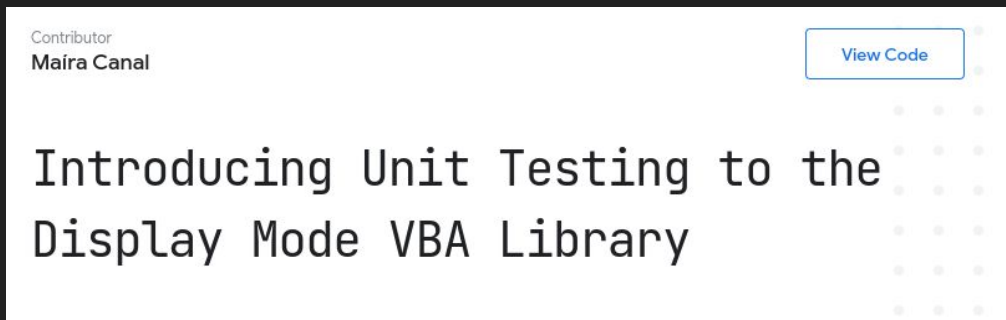 Contributor
Maíra Canal
View Code
Introducing Unit Testing to the
Display Mode VBA Library